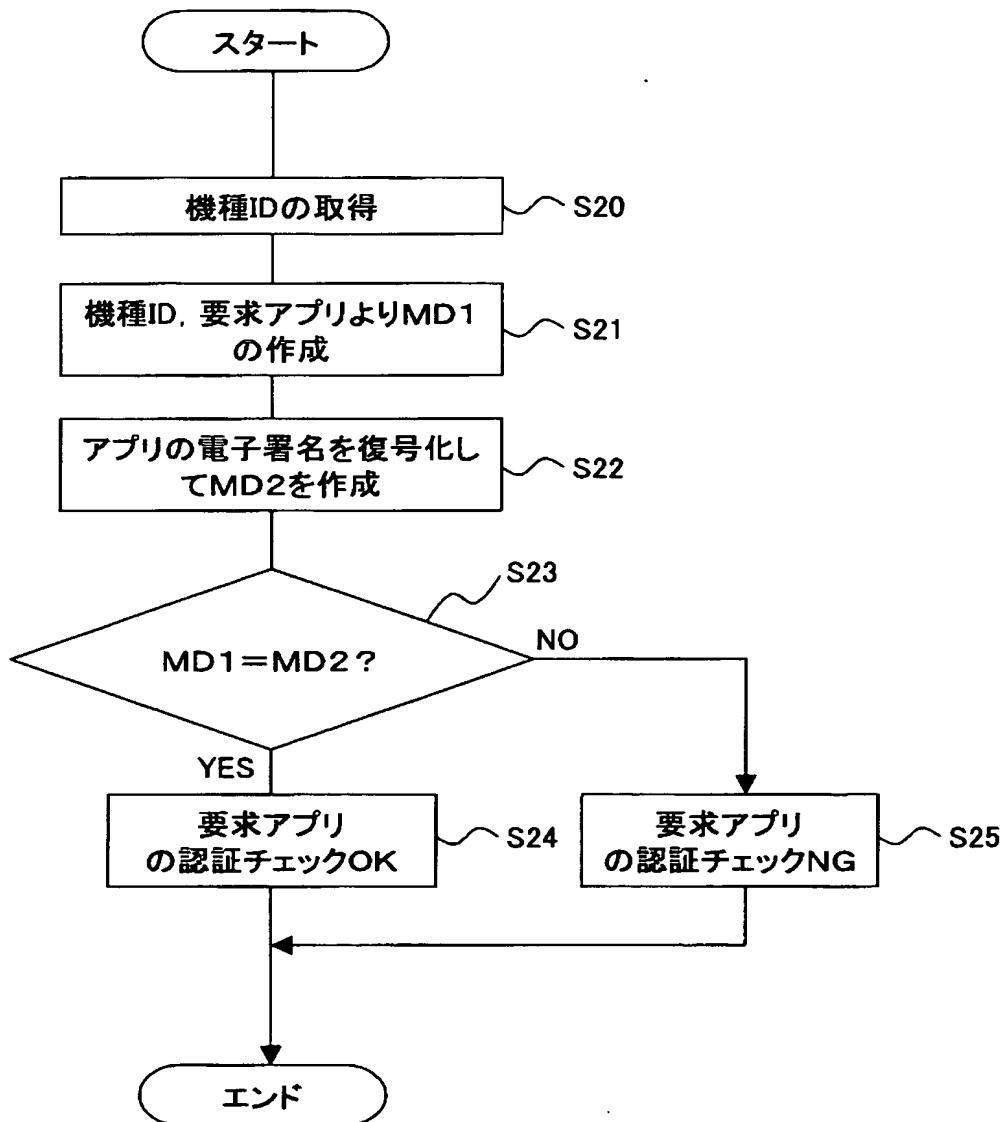 スタート
機種IDの取得
S20
機種ID, 要求アプリよりMD1
の作成
S21
アプリの電子署名を復号化し
てMD2を作成
S22
S23
MD1=MD2?
NO
YES
要求アプリ
の認証チェックOK
S24
要求アプリ
の認証チェックNG
S25
エンド